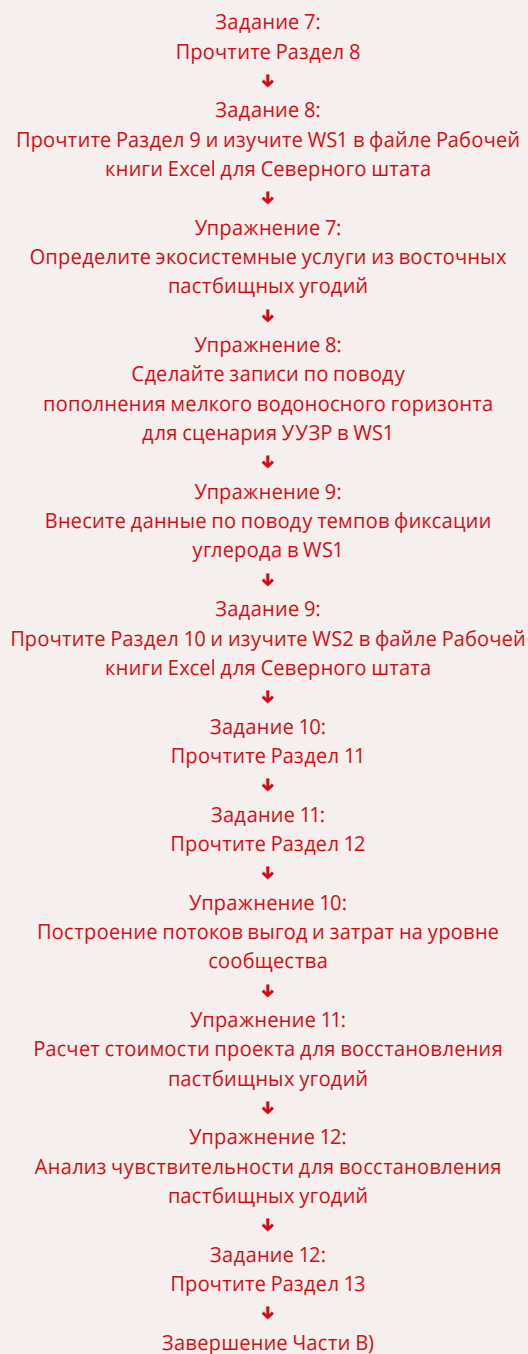 Задание 7:
Прочтите Раздел 8
↓
Задание 8:
Прочтите Раздел 9 и изучите WS1 в файле Рабочей
книги Excel для Северного штата
↓
Упражнение 7:
Определите экосистемные услуги из восточных
пастбищных угодий
↓
Упражнение 8:
Сделайте записи по поводу
пополнения мелкого водоносного горизонта
для сценария УУЗР в WS1
↓
Упражнение 9:
Внесите данные по поводу темпов фиксации
углерода в WS1
↓
Задание 9:
Прочтите Раздел 10 и изучите WS2 в файле Рабочей
книги Excel для Северного штата
↓
Задание 10:
Прочтите Раздел 11
↓
Задание 11:
Прочтите Раздел 12
↓
Упражнение 10:
Построение потоков выгод и затрат на уровне
сообщества
↓
Упражнение 11:
Расчет стоимости проекта для восстановления
пастбищных угодий
↓
Упражнение 12:
Анализ чувствительности для восстановления
пастбищных угодий
↓
Задание 12:
Прочтите Раздел 13
↓
Завершение Части В)